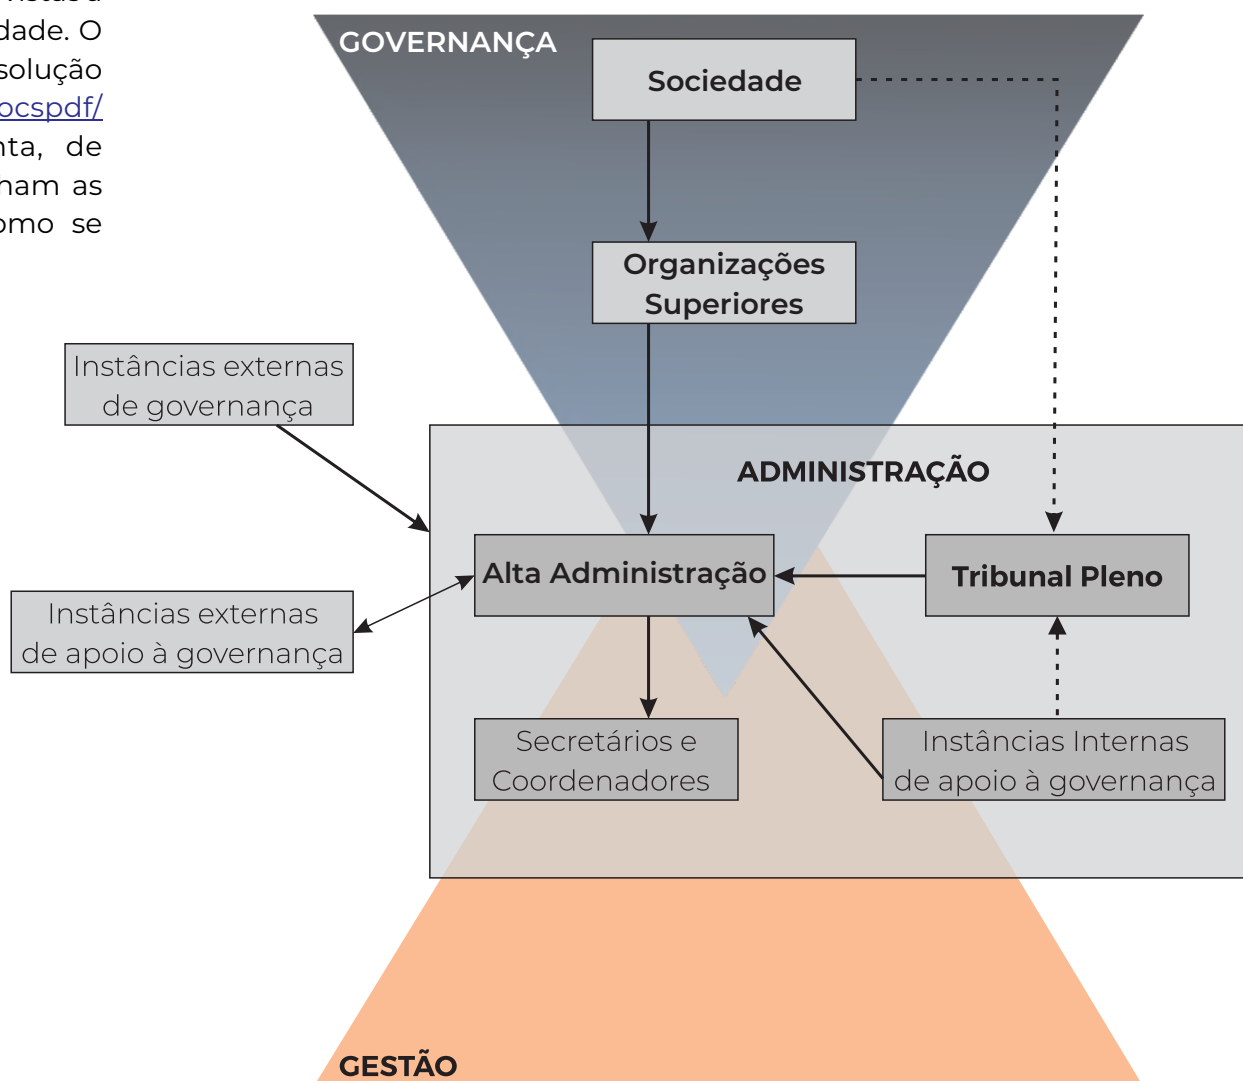 dade. O
solução
ocspdf/
nta, de
ham as
omo se
GOVERNANÇA
Sociedade
Organizações
Superiores
Instâncias externas
de governança
ADMINISTRAÇÃO
Alta Administração
Tribunal Pleno
Instâncias externas
de apoio à governança
Secretários e
Coordenadores
Instâncias Internas
de apoio à governança
GESTÃO